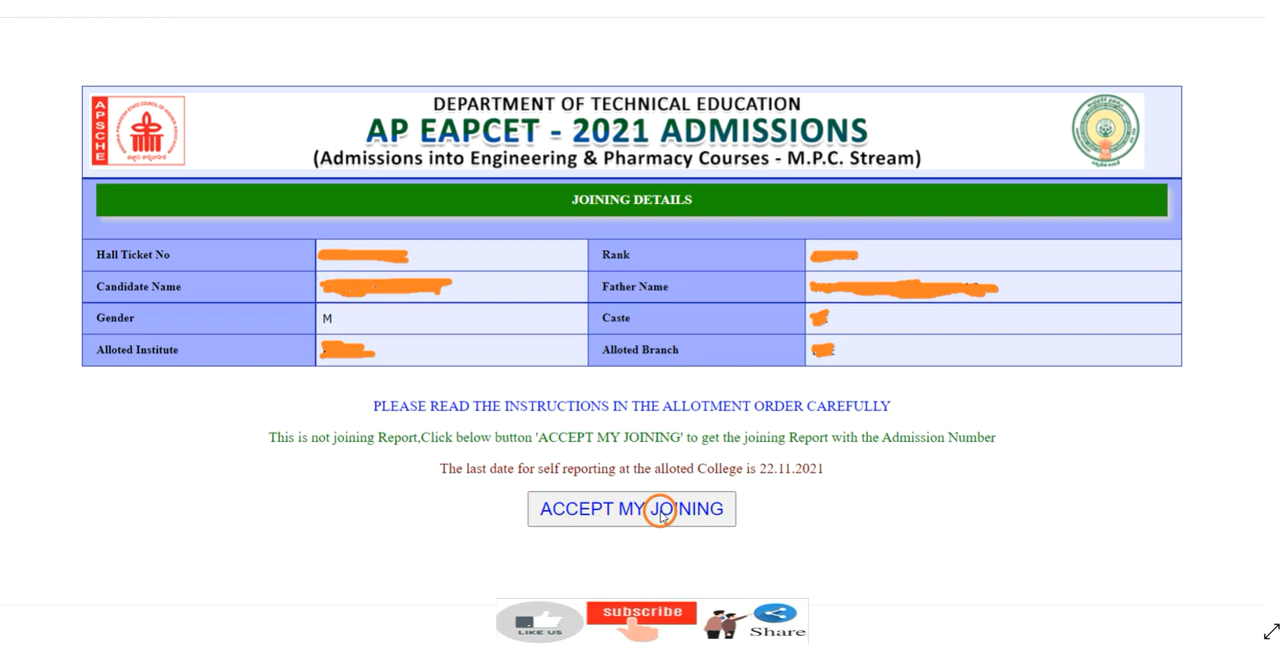 APSCHE
DEPARTMENT OF TECHNICAL EDUCATION
AP EAPCET - 2021 ADMISSIONS
(Admissions into Engineering & Pharmacy Courses - M.P.C. Stream)
JOINING DETAILS
Hall Ticket No
Rank
Candidate Name
Father Name
Gender M
Caste
Alloted Institute
Alloted Branch
PLEASE READ THE INSTRUCTIONS IN THE ALLOTMENT ORDER CAREFULLY
This is not joining Report,Click below button 'ACCEPT MY JOINING' to get the joining Report with the Admission Number
The last date for self reporting at the alloted College is 22.11.2021
ACCEPT MY JOINING
LIKE US
subscribe
Share